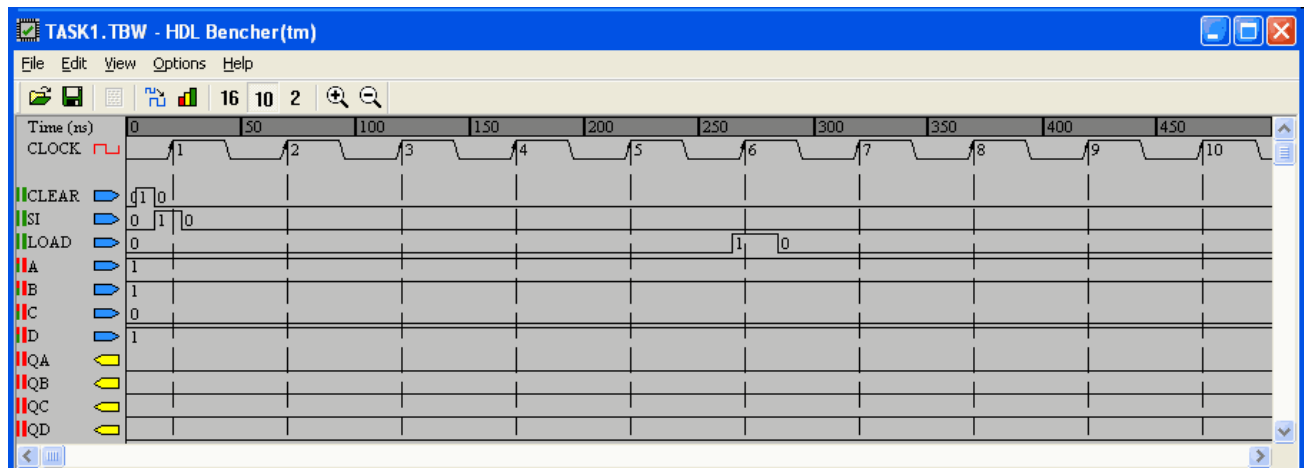 TASK1.TBW - HDL Bencher(tm)
File Edit View Options Help
16 10 2
Time (ns) 0 50 100 150 200 250 300 350 400 450
CLOCK 1 2 3 4 5 6 7 8 9 10
CLEAR 0 1 0
SI 0 1 0
LOAD 0 1 0
A 1
B 1
C 0
D 1
QA
QB
QC
QD